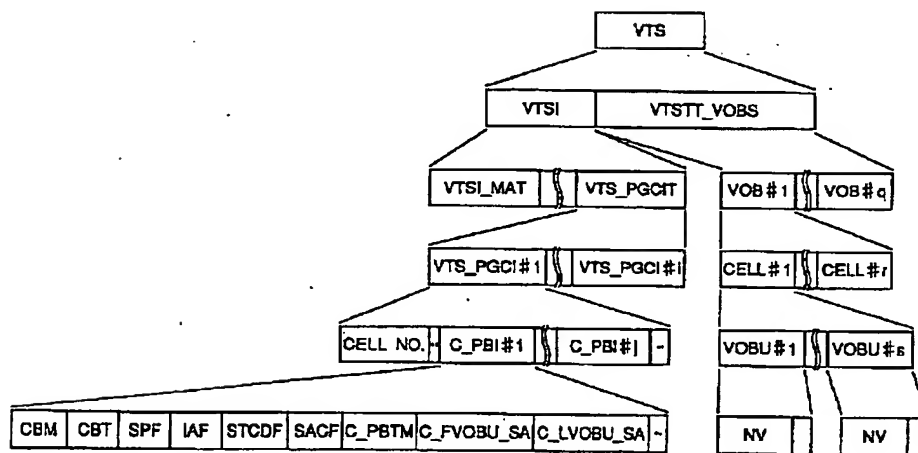 VTS
VTSI VTSTT_VOBS
VTSI_MAT VTS_PGCIT VOB#1 VOB#q
VTS_PGCI#1 VTS_PGCI#i CELL#1 CELL#r
CELL NO. -- C_PBI#1 C_PBI#j - VOBU#1 VOBU#s
CBM CBT SPF IAF STCDF SACF C_PBTM C_FVOBU_SA C_LVOBU_SA - NV NV